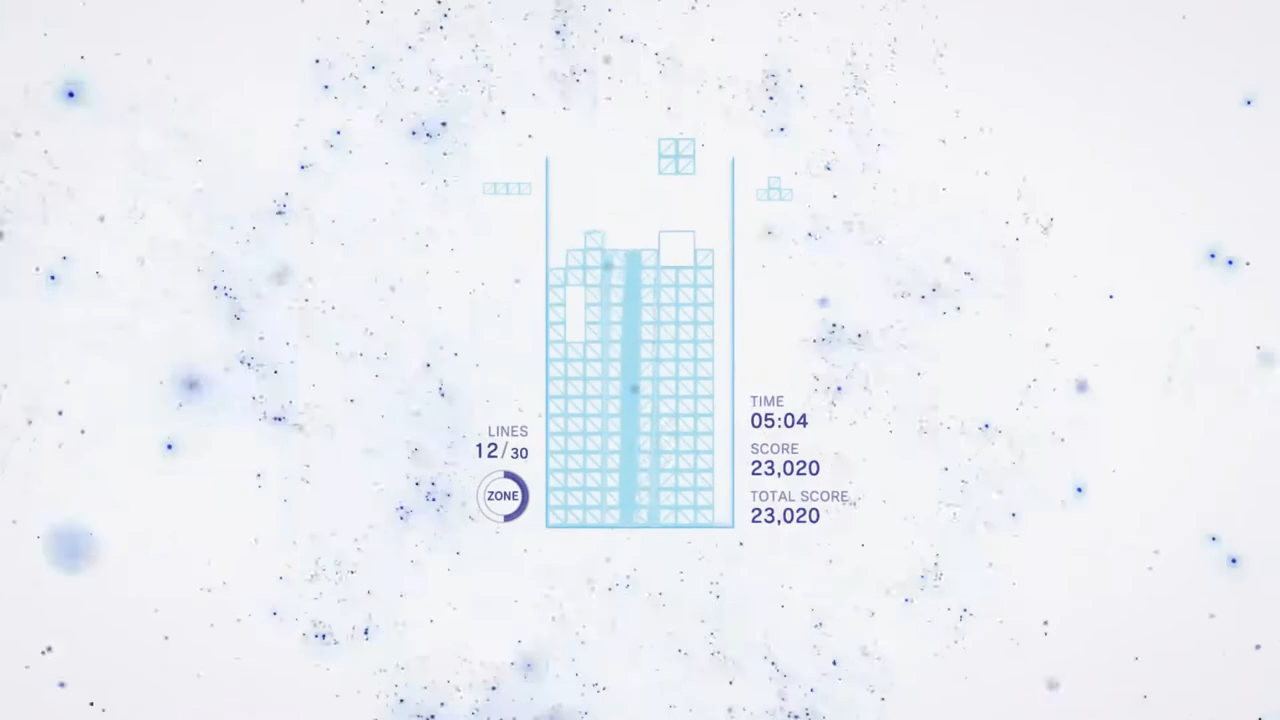 LINES
12/30
ZONE
TIME
05:04
SCORE
23,020
TOTAL SCORE
23,020